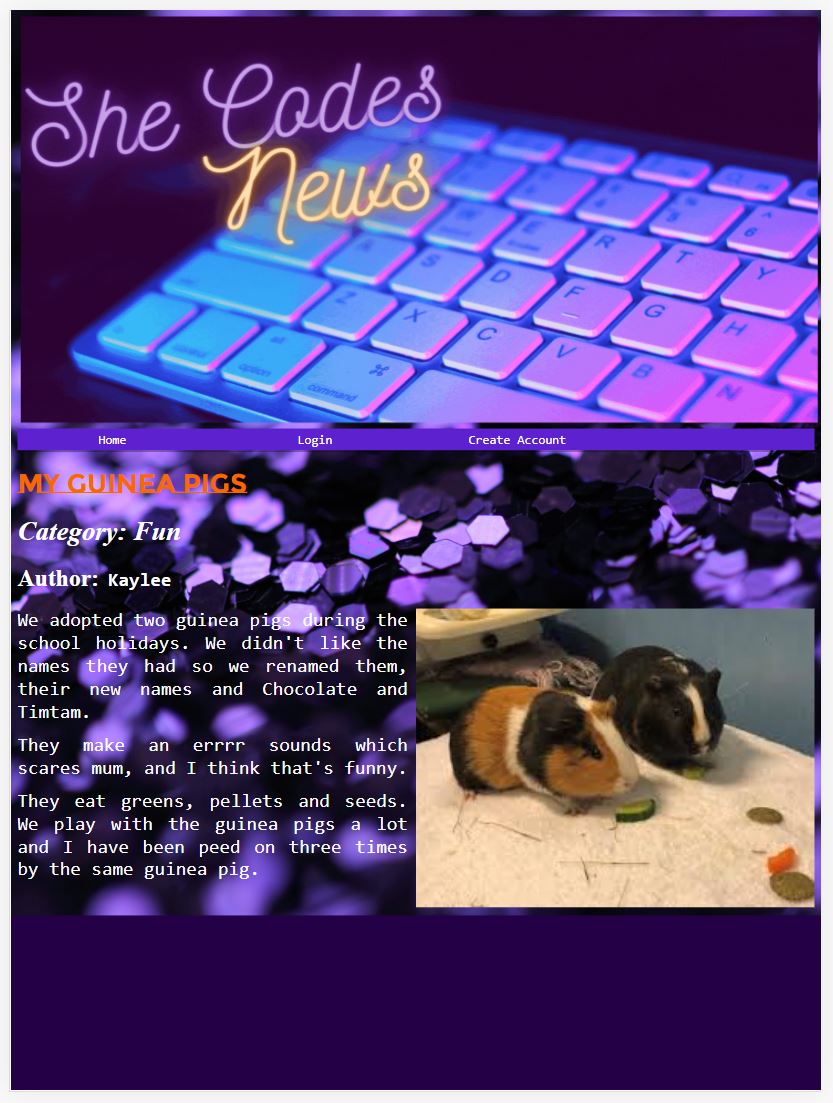 She Codes
News
Home Login Create Account
MY GUINEA PIGS
Category: Fun
Author: Kaylee
We adopted two guinea pigs during the
school holidays. We didn't like the
names they had so we renamed them,
their new names and Chocolate and
Timtam.
They make an errrr sounds which
scares mum, and I think that's funny.
They eat greens, pellets and seeds.
We play with the guinea pigs a lot
and I have been peed on three times
by the same guinea pig.
^
6
E R T Y
S D F G H
Z X C V B N
option command
⌘